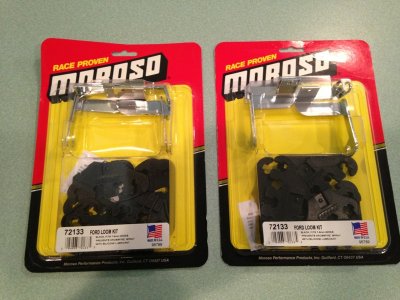 RACE PROVEN
MOROSO
72133
FORD LOOM KIT
MADE IN U.S.A.
Moroso Performance Products, Inc. Guilford, CT 06437 USA
RACE PROVEN
MOROSO
72133
FORD LOOM KIT
MADE IN U.S.A.
Moroso Performance Products, Inc. Guilford, CT 06437 USA